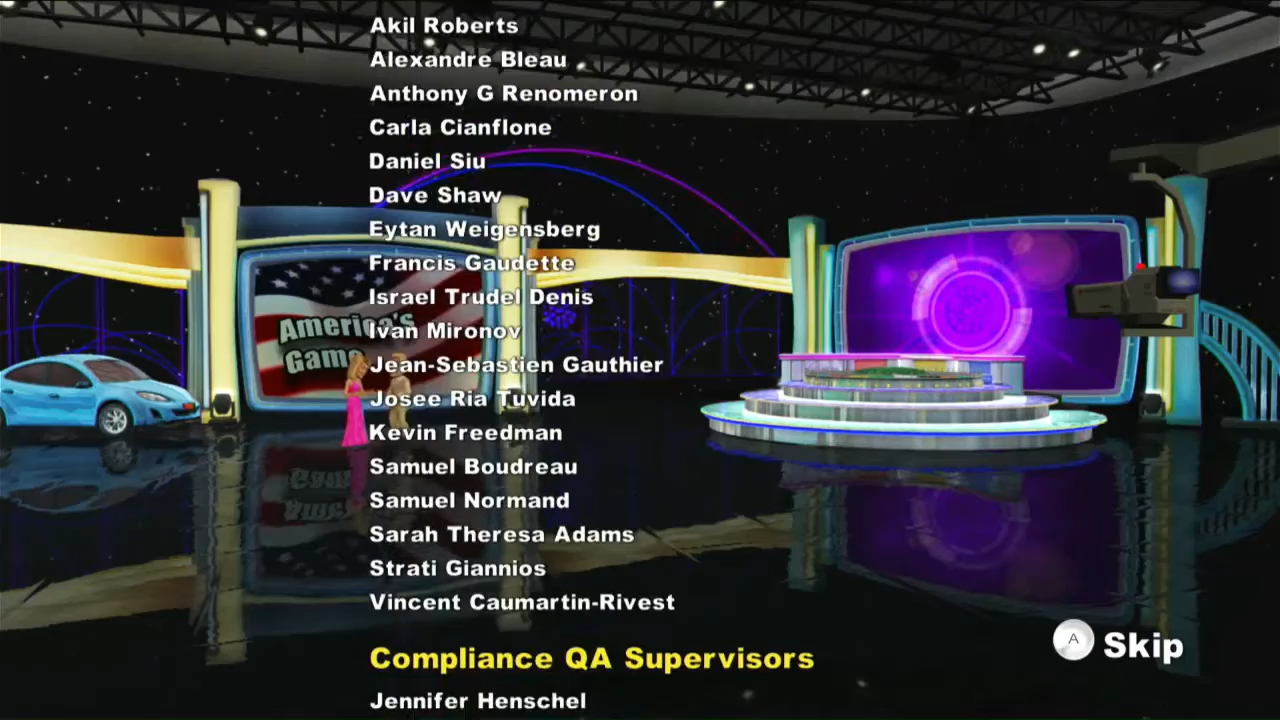 Akil Roberts
Alexandre Bleau
Anthony G Renomeron
Carla Cianflone
Daniel Siu
Dave Shaw
Eytan Weigensberg
Francis Gaudette
Israel Trudel Denis
Ivan Mironov
Jean-Sebastien Gauthier
Josee Ria Tuvida
Kevin Freedman
Samuel Boudreau
Samuel Normand
Sarah Theresa Adams
Strati Giannios
Vincent Caumartin-Rivest
Compliance QA Supervisors
Jennifer Henschel
America's
Game
A Skip